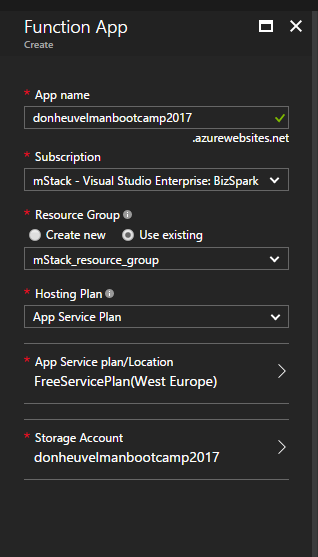 Function App
Create
* App name
donheuvelmanbootcamp2017
.azurewebsites.net
* Subscription
mStack - Visual Studio Enterprise: BizSpark
* Resource Group
Create new Use existing
mStack_resource_group
* Hosting Plan
App Service Plan
* App Service plan/Location
FreeServicePlan(West Europe)
* Storage Account
donheuvelmanbootcamp2017